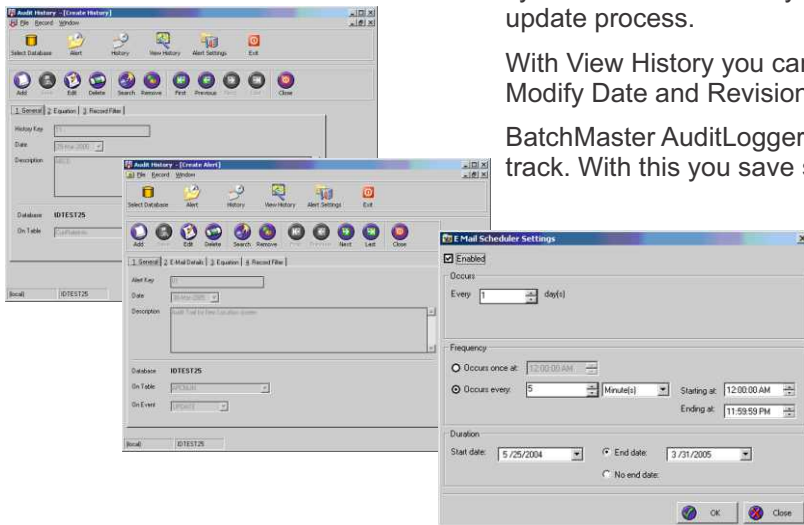 update process.
With View History you can
Modify Date and Revision
BatchMaster AuditLogger
track. With this you save
Audit History - [Create History]
File Record Window
Select Database Alert History View History Alert Settings Exit
Add Edit Delete Search Remove First Previous Next Last Close
1. General 2. Equation 3. Record Filter
History Key
Date
Description
Database IDTEST25
On Table
(local) IDTEST25
Audit History - [Create Alert]
File Record Window
Select Database Alert History View History Alert Settings Exit
Add Edit Delete Search Remove Next Last Close
1. General 2. E-Mail Details 3. Equation 4. Record Filter
Alert Key
Date
Description
Database IDTEST25
On Table
On Event UPDATE
(local) IDTEST25
E Mail Scheduler Settings
Enabled
Occurs
Every 1 day(s)
Frequency
Occurs once at: 12:00:00 AM
Occurs every: 5 Minute(s) Starting at: 12:00:00 AM
Ending at: 11:59:59 PM
Duration
Start date: 5 /25/2004 End date: 3 /31/2005
No end date:
OK Close